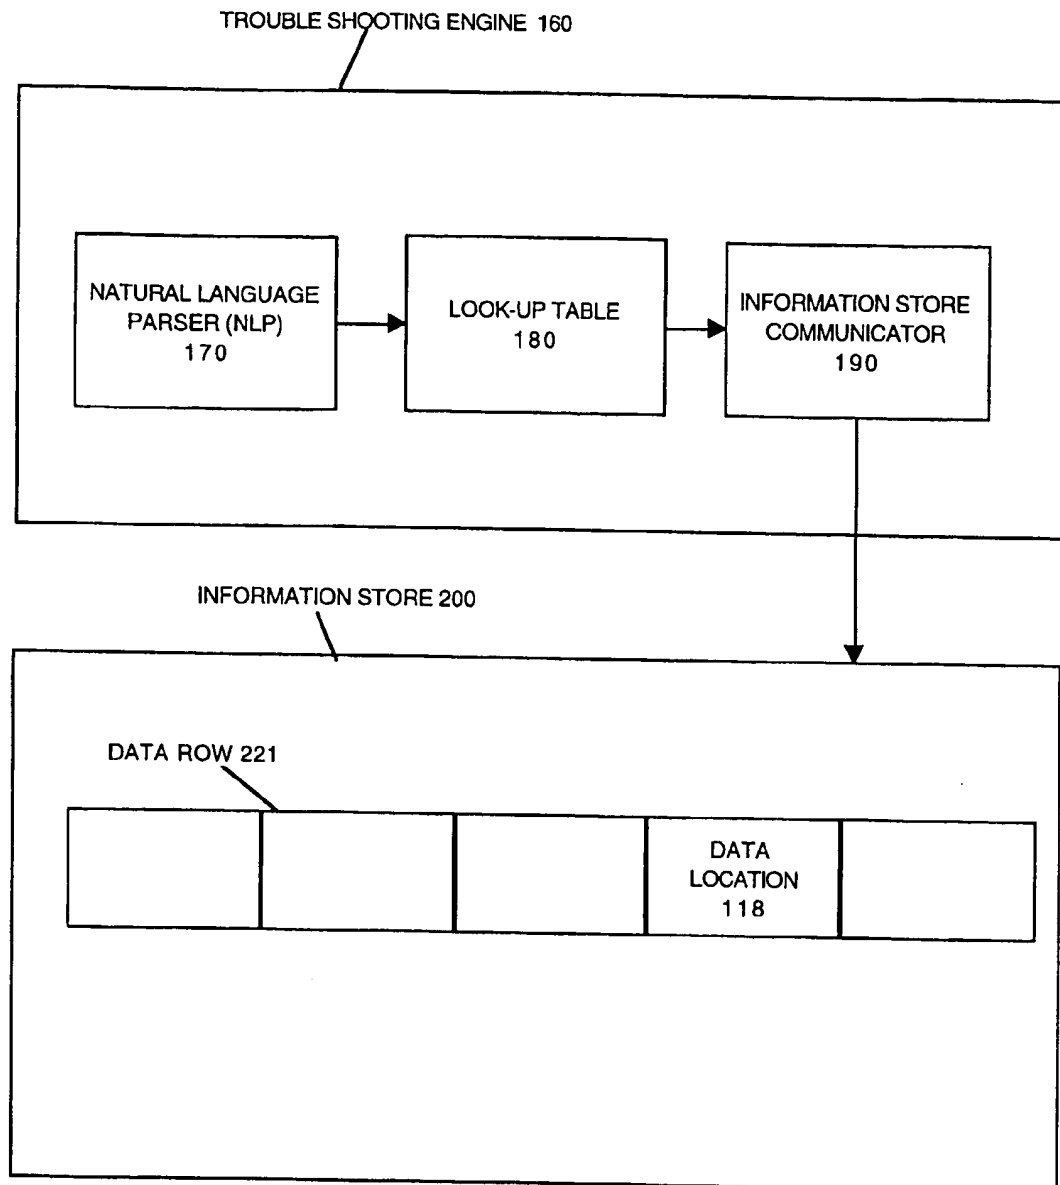 TROUBLE SHOOTING ENGINE 160
NATURAL LANGUAGE
PARSER (NLP)
170
LOOK-UP TABLE
180
INFORMATION STORE
COMMUNICATOR
190
INFORMATION STORE 200
DATA ROW 221
DATA
LOCATION
118